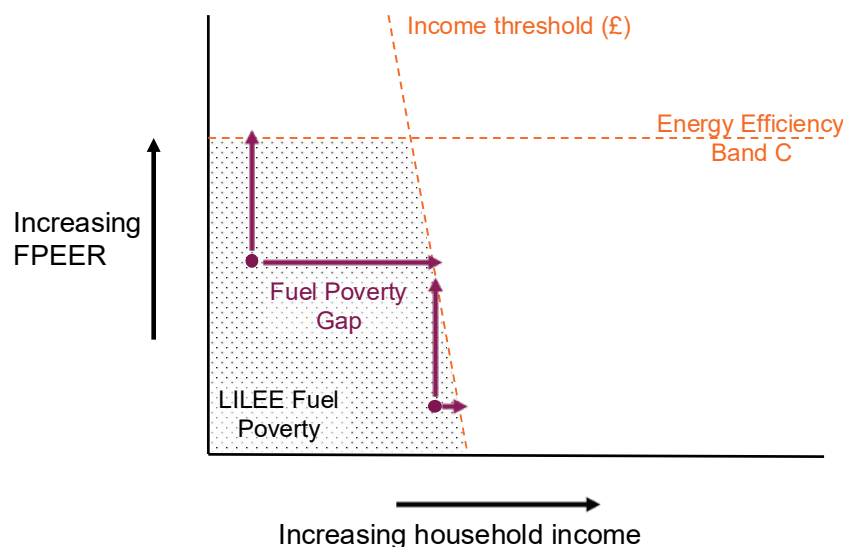 Income threshold (£)
Energy Efficiency
Band C
Increasing
FPEER
Fuel Poverty
Gap
LILEE Fuel
Poverty
Increasing household income